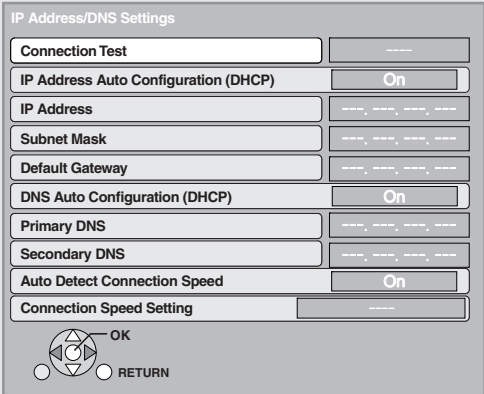 IP Address/DNS Settings
Connection Test ----
IP Address Auto Configuration (DHCP) On
IP Address ---. ---. ---. ---
Subnet Mask ---. ---. ---. ---
Default Gateway ---. ---. ---. ---
DNS Auto Configuration (DHCP) On
Primary DNS ---. ---. ---. ---
Secondary DNS ---. ---. ---. ---
Auto Detect Connection Speed On
Connection Speed Setting ----
OK
RETURN